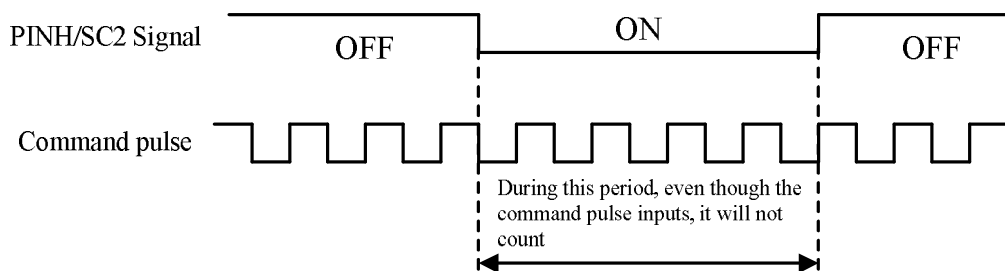 PINH/SC2 Signal
OFF
ON
OFF
Command pulse
During this period, even though the
command pulse inputs, it will not
count